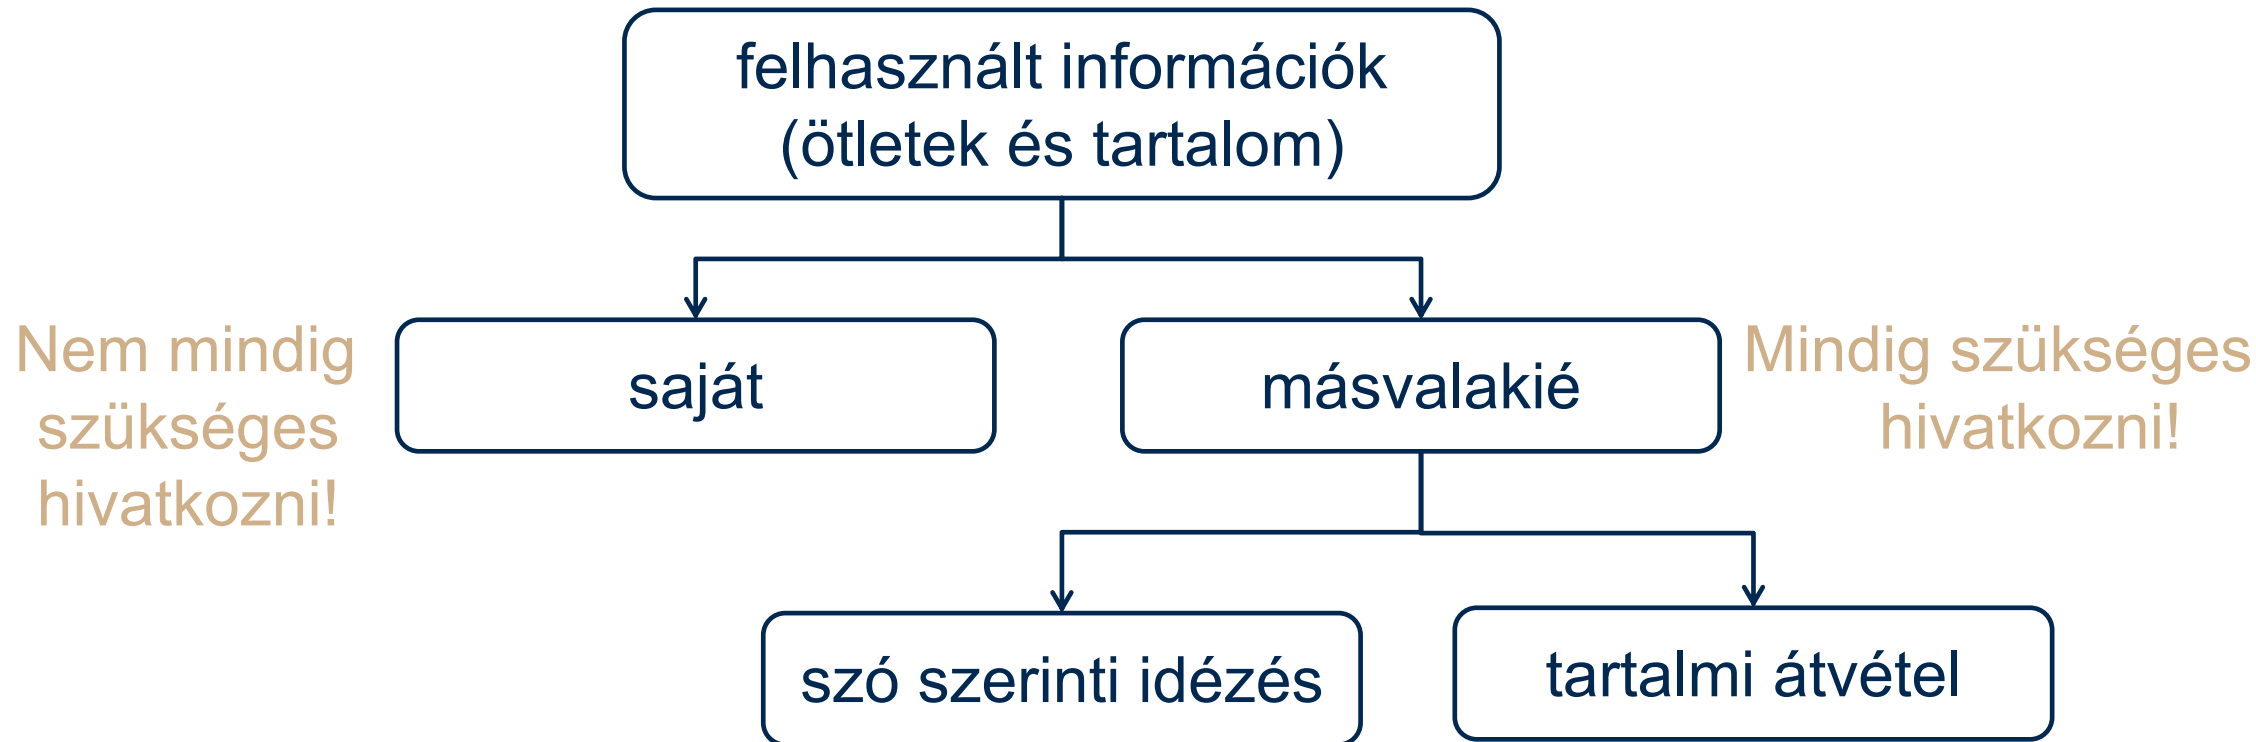 felhasznált információk
(ötletek és tartalom)
Nem mindig
szükséges
hivatkozni!
saját
másvalakié
Mindig szükséges
hivatkozni!
szó szerinti idézés
tartalmi átvétel